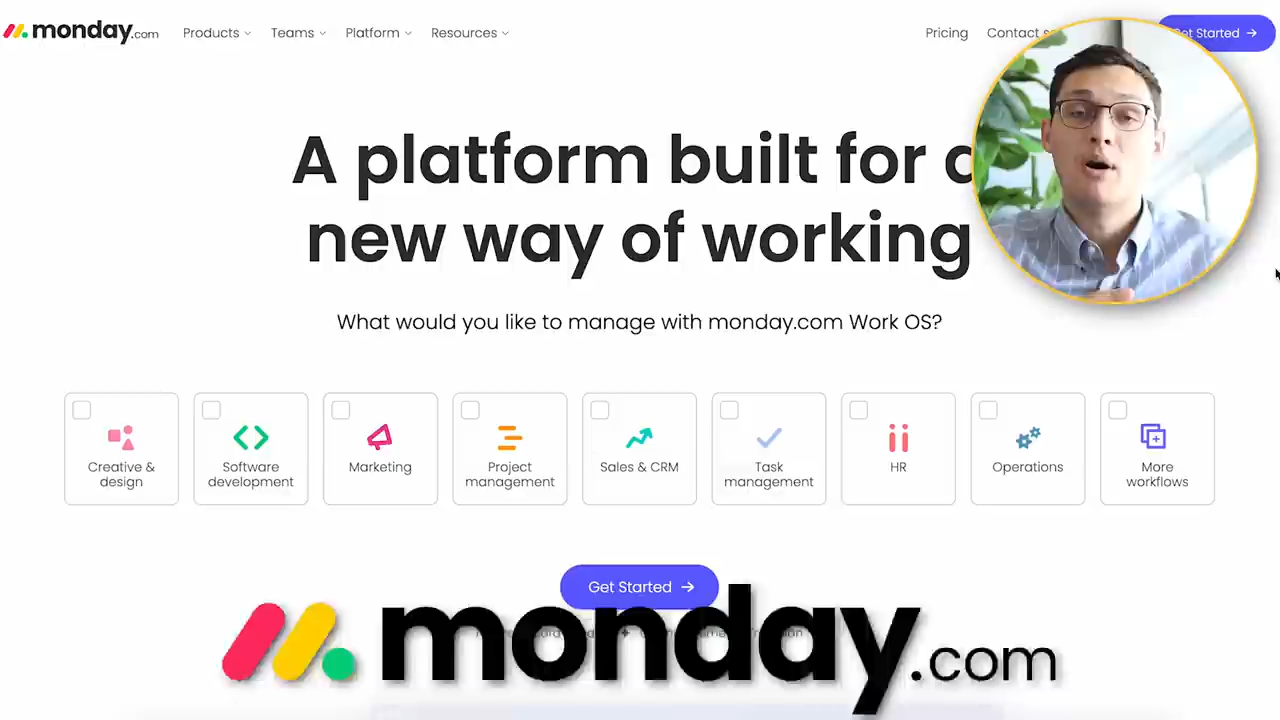 monday.com
Products
Teams
Platform
Resources
Pricing
Contact
Get Started →
A platform built for a
new way of working
What would you like to manage with monday.com Work OS?
Creative &
design
Software
development
Marketing
Project
management
Sales & CRM
Task
management
HR
Operations
More
workflows
Get Started →
monday.com